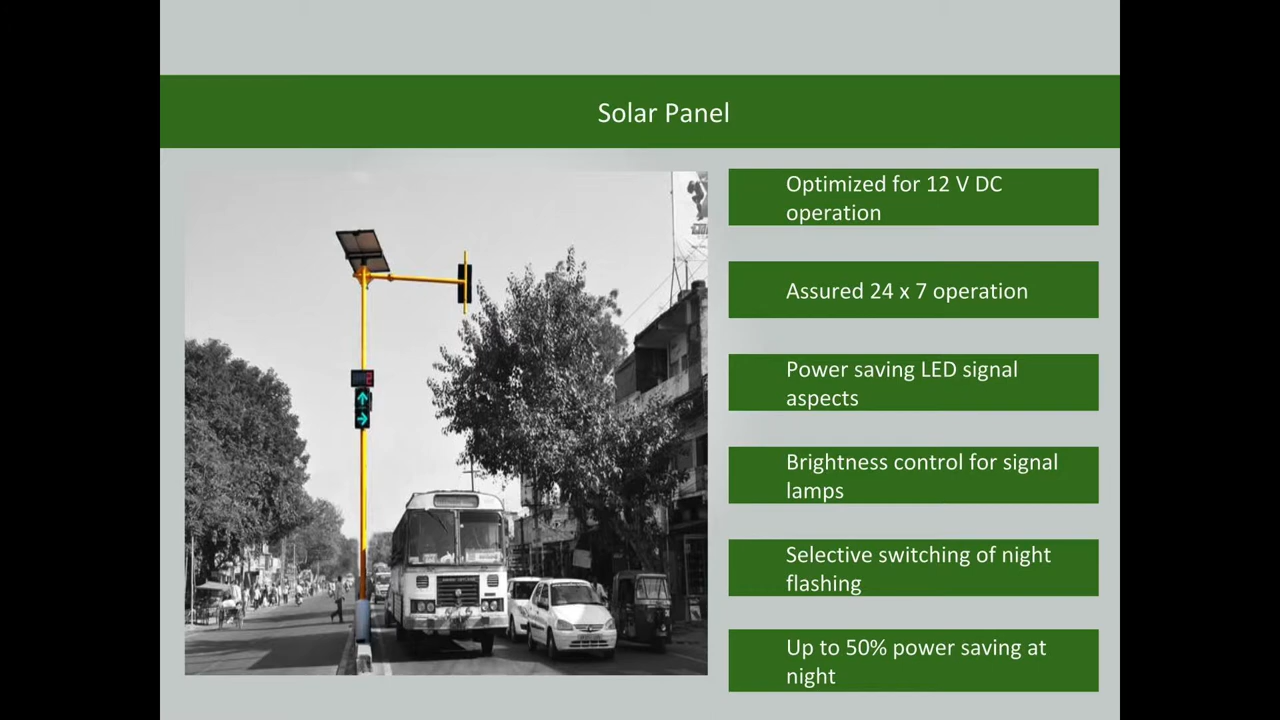 Solar Panel
Optimized for 12 V DC
operation
Assured 24 x 7 operation
Power saving LED signal
aspects
Brightness control for signal
lamps
Selective switching of night
flashing
Up to 50% power saving at
night